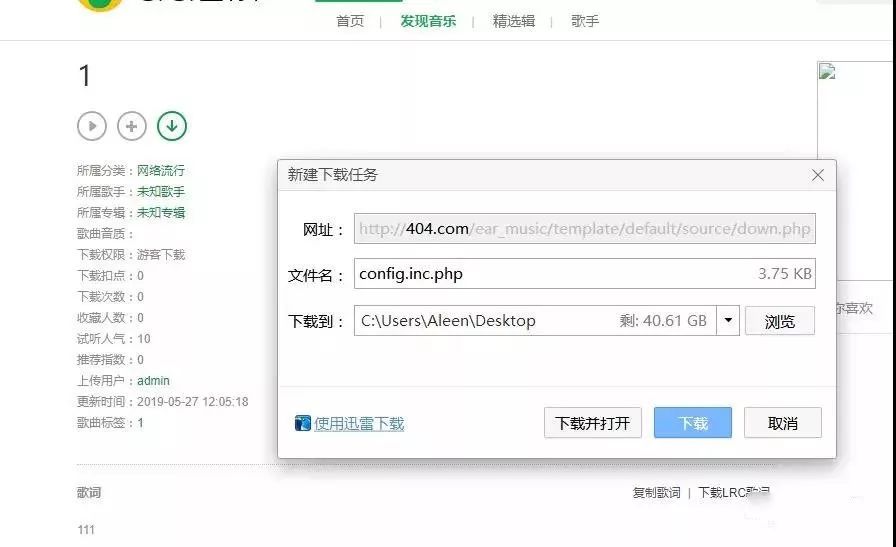 首页 | 发现音乐 | 精选辑 | 歌手
1
所属分类：网络流行
所属歌手：未知歌手
所属专辑：未知专辑
歌曲音质：
下载权限：游客下载
下载扣点：0
下载次数：0
收藏人数：0
试听人气：10
推荐指数：0
上传用户：admin
更新时间：2019-05-27 12:05:18
歌曲标签：1
新建下载任务
网址： http://404.com/ear_music/template/default/source/down.php
文件名： config.inc.php 3.75 KB
下载到： C:\Users\Aleen\Desktop 剩: 40.61 GB 浏览
使用迅雷下载 下载并打开 下载 取消
你喜欢
歌词 复制歌词 | 下载LRC歌词
111